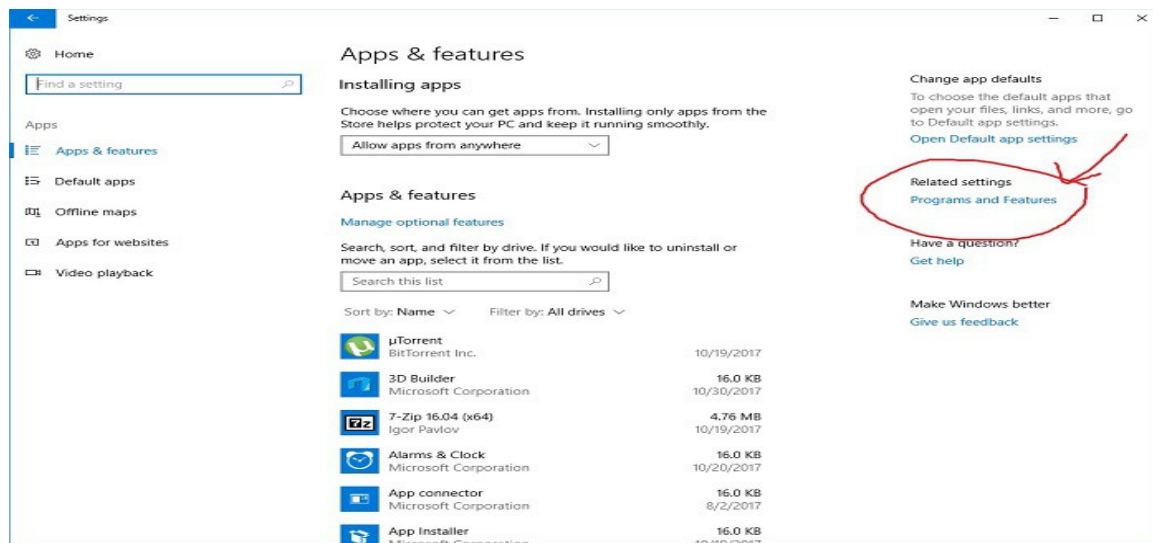 Settings
Home
Find a setting
Apps
Apps & features
Default apps
Offline maps
Apps for websites
Video playback
Apps & features
Installing apps
Choose where you can get apps from. Installing only apps from the
Store helps protect your PC and keep it running smoothly.
Allow apps from anywhere
Apps & features
Manage optional features
Search, sort, and filter by drive. If you would like to uninstall or
move an app, select it from the list.
Search this list
Sort by: Name Filter by: All drives
µTorrent
BitTorrent Inc. 10/19/2017
3D Builder 16.0 KB
Microsoft Corporation 10/30/2017
7-Zip 16.04 (x64) 4.76 MB
Igor Pavlov 10/19/2017
Alarms & Clock 16.0 KB
Microsoft Corporation 10/20/2017
App connector 16.0 KB
Microsoft Corporation 8/2/2017
App Installer 16.0 KB
Microsoft Corporation 10/19/2017
Change app defaults
To choose the default apps that
open your files, links, and more, go
to Default app settings.
Open Default app settings
Related settings
Programs and Features
Have a question?
Get help
Make Windows better
Give us feedback